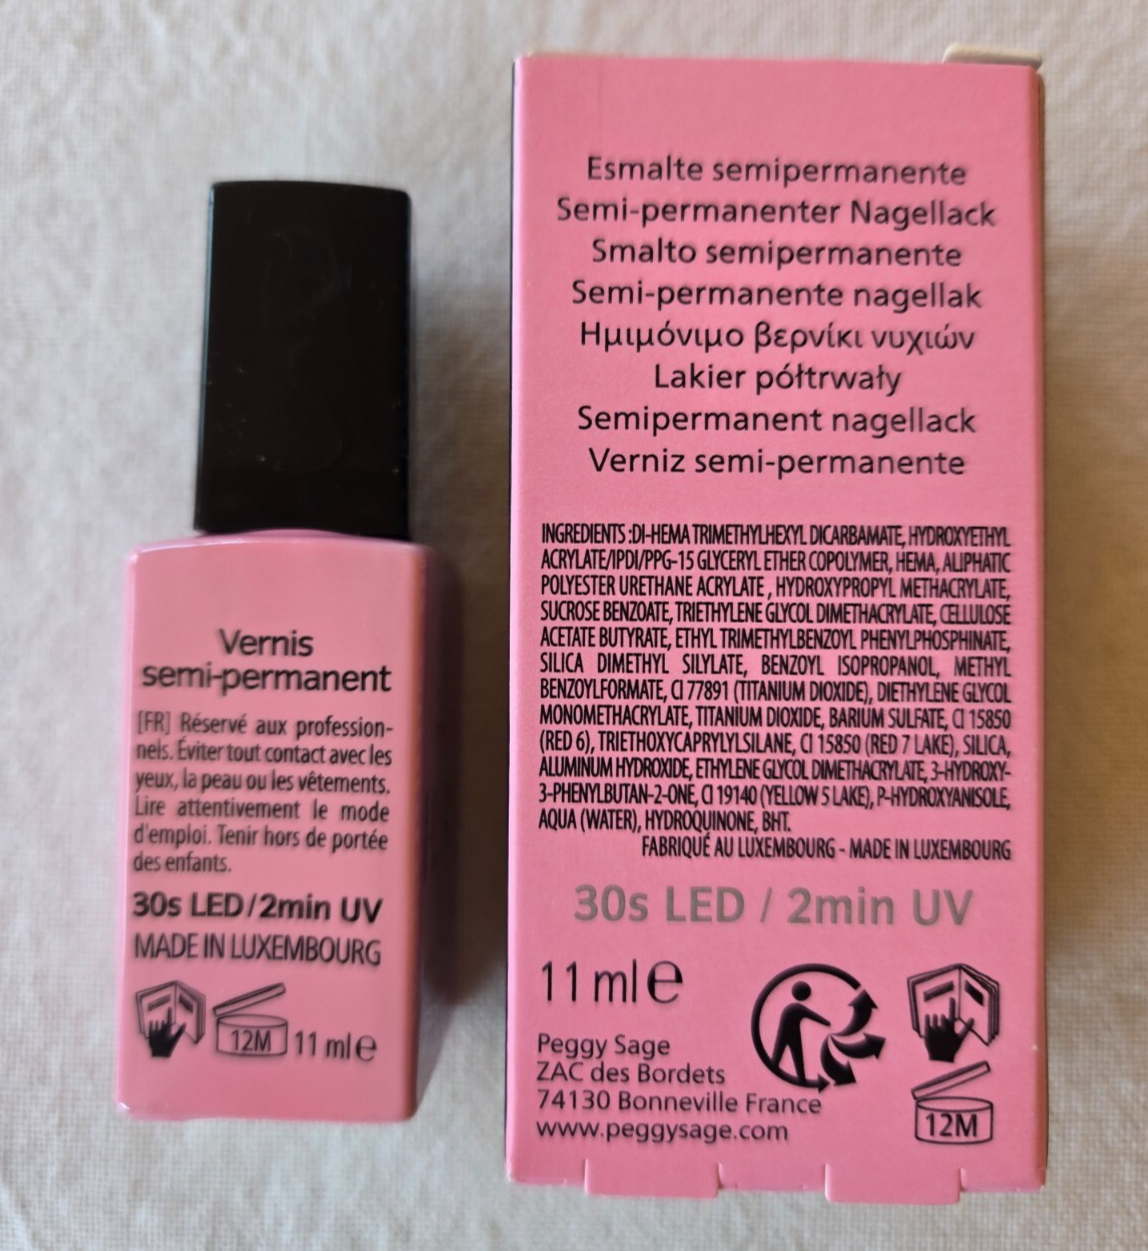 Vernis
semi-permanent
[FR] Réservé aux profession-
nels. Éviter tout contact avec les
yeux, la peau ou les vêtements.
Lire attentivement le mode
d'emploi. Tenir hors de portée
des enfants.
30s LED/2min UV
MADE IN LUXEMBOURG
12M 11 ml e
Esmalte semipermanente
Semi-permanenter Nagellack
Smalto semipermanente
Semi-permanente nagellak
Ημιμόνιμο βερνίκι νυχιών
Lakier półtrwały
Semipermanent nagellack
Verniz semi-permanente
INGREDIENTS :DI-HEMA TRIMETHYLHEXYL DICARBAMATE, HYDROXYETHYL
ACRYLATE/IPDI/PPG-15 GLYCERYL ETHER COPOLYMER, HEMA, ALIPHATIC
POLYESTER URETHANE ACRYLATE , HYDROXYPROPYL METHACRYLATE,
SUCROSE BENZOATE, TRIETHYLENE GLYCOL DIMETHACRYLATE, CELLULOSE
ACETATE BUTYRATE, ETHYL TRIMETHYLBENZOYL PHENYLPHOSPHINATE,
SILICA DIMETHYL SILYLATE, BENZOYL ISOPROPANOL, METHYL
BENZOYLFORMATE, CI 77891 (TITANIUM DIOXIDE), DIETHYLENE GLYCOL
MONOMETHACRYLATE, TITANIUM DIOXIDE, BARIUM SULFATE, CI 15850
(RED 6), TRIETHOXYCAPRYLYLSILANE, CI 15850 (RED 7 LAKE), SILICA,
ALUMINUM HYDROXIDE, ETHYLENE GLYCOL DIMETHACRYLATE, 3-HYDROXY-
3-PHENYLBUTAN-2-ONE, CI 19140 (YELLOW 5 LAKE), P-HYDROXYANISOLE,
AQUA (WATER), HYDROQUINONE, BHT.
FABRIQUÉ AU LUXEMBOURG - MADE IN LUXEMBOURG
30s LED / 2min UV
11 ml e
Peggy Sage
ZAC des Bordets
74130 Bonneville France
www.peggysage.com
12M